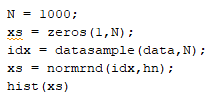 N = 1000;
xs = zeros(1,N);
idx = datasample(data,N);
xs = normrnd(idx,hn);
hist(xs)